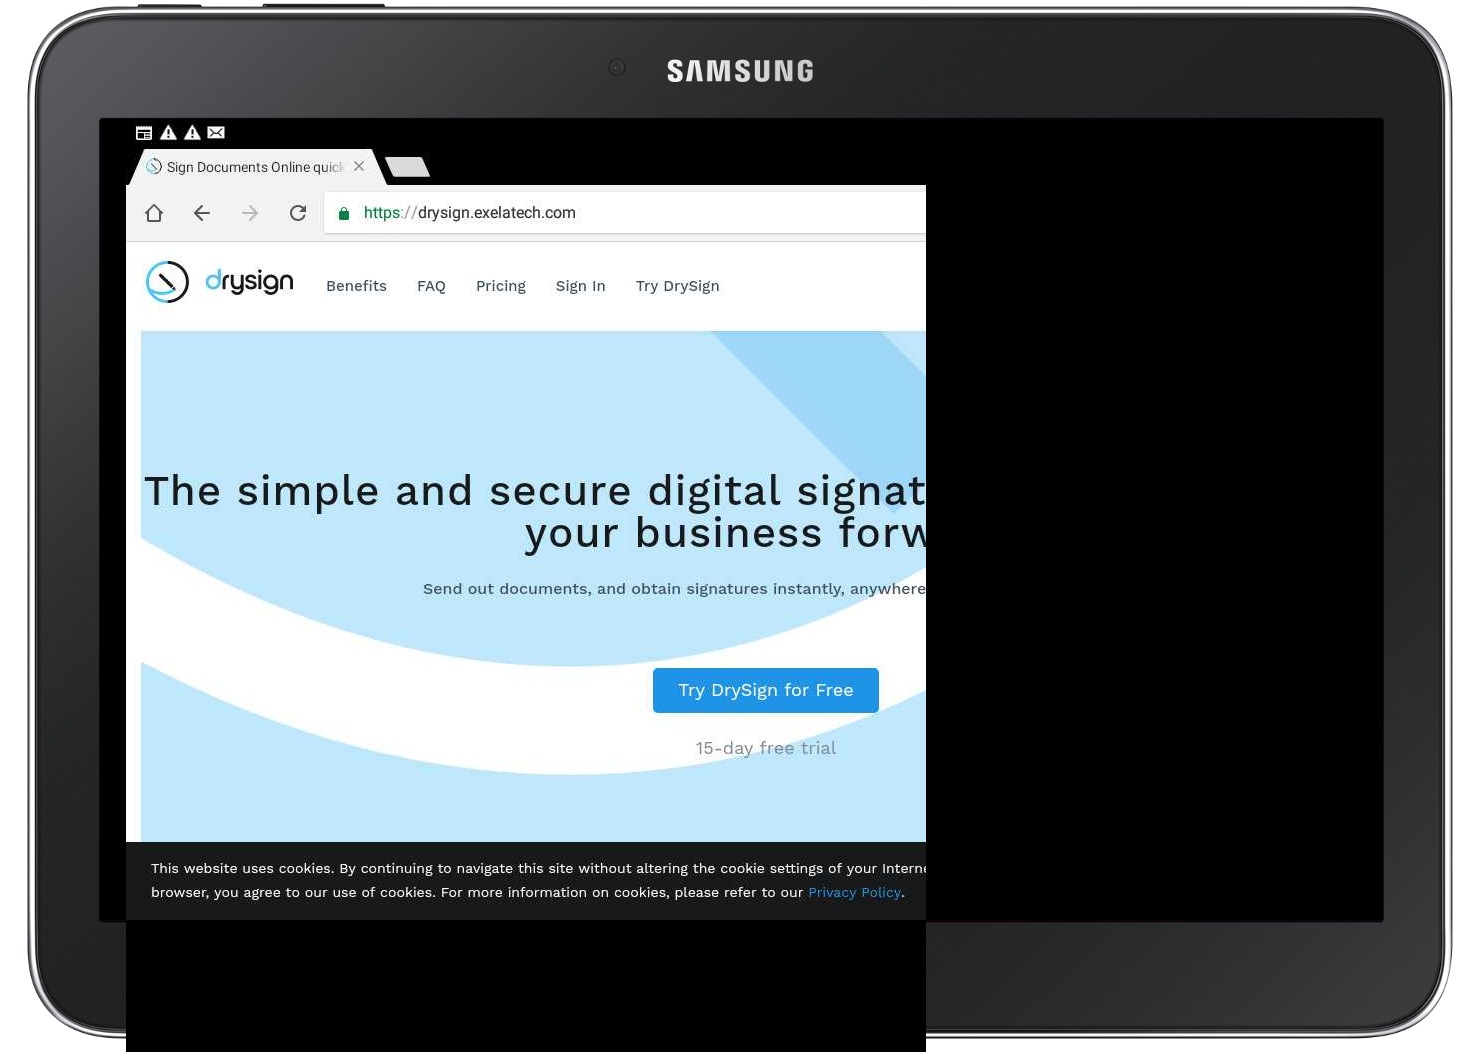 SAMSUNG
Sign Documents Online quick
https://drysign.exelatech.com
drysign Benefits FAQ Pricing Sign In Try DrySign
The simple and secure digital signat
your business forw
Send out documents, and obtain signatures instantly, anywhere
Try DrySign for Free
15-day free trial
This website uses cookies. By continuing to navigate this site without altering the cookie settings of your Interne
browser, you agree to our use of cookies. For more information on cookies, please refer to our Privacy Policy.